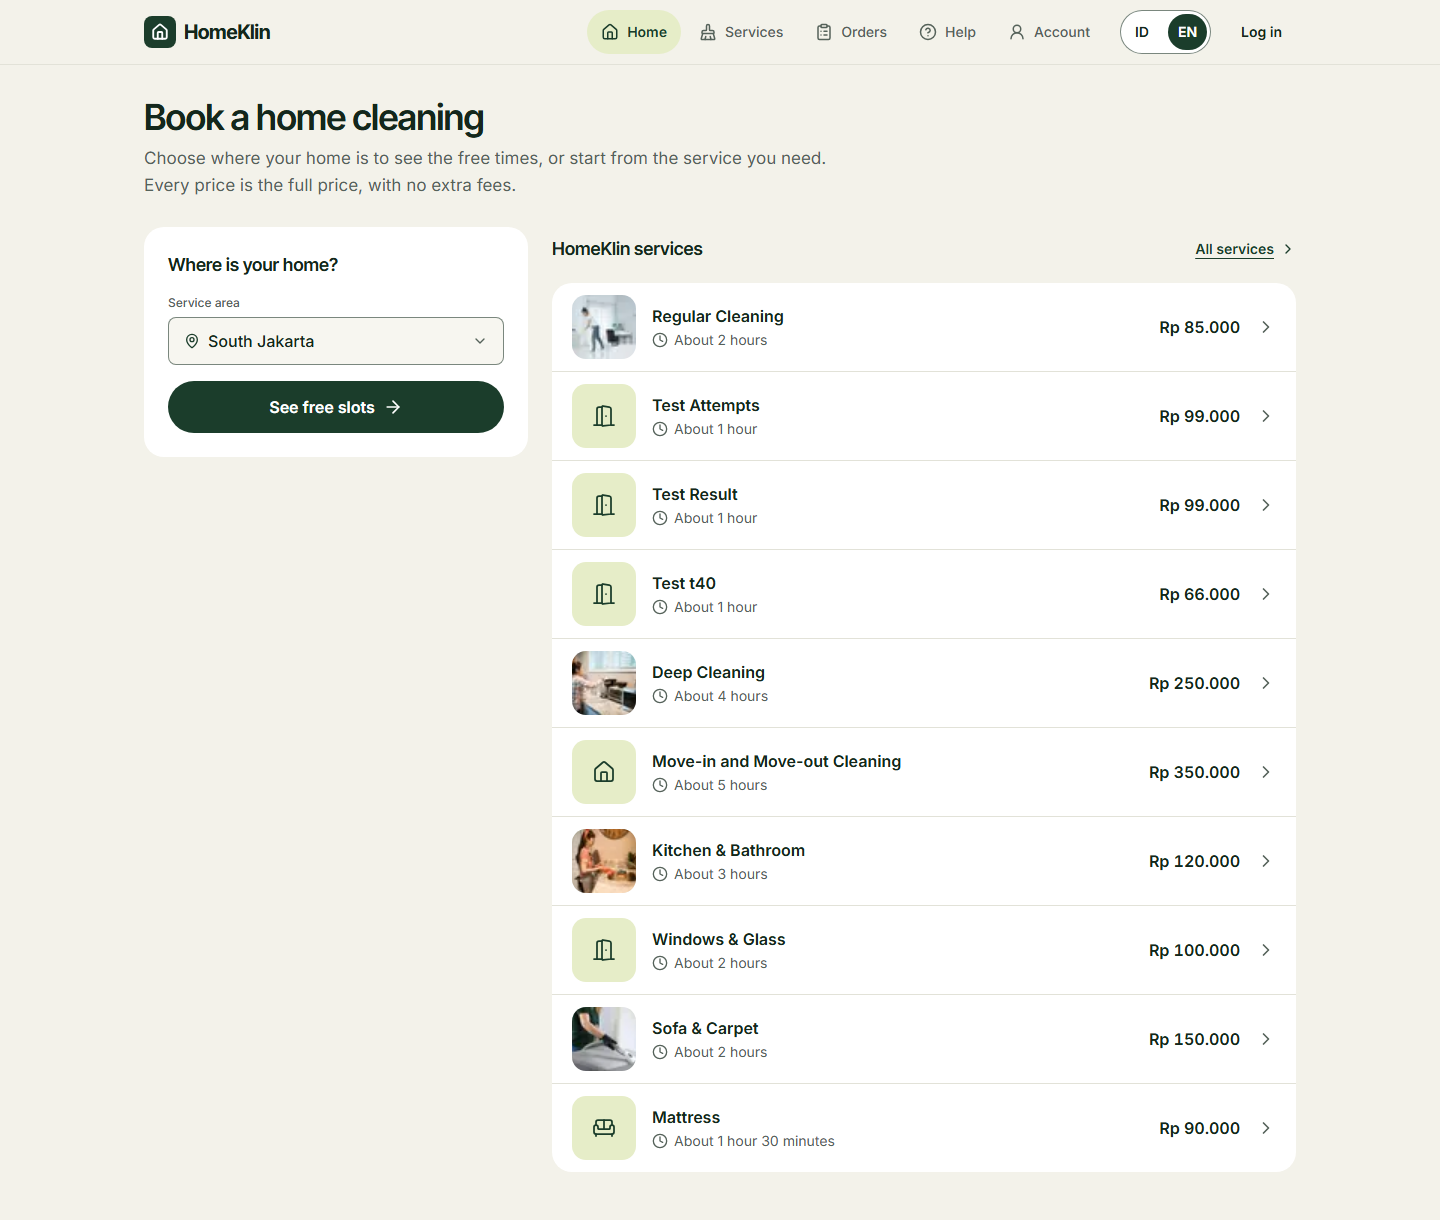 HomeKlin
Home
Services
Orders
Help
Account
ID
EN
Log in
Book a home cleaning
Choose where your home is to see the free times, or start from the service you need.
Every price is the full price, with no extra fees.
Where is your home?
Service area
South Jakarta
See free slots
HomeKlin services
All services
Regular Cleaning
About 2 hours
Rp 85.000
Test Attempts
About 1 hour
Rp 99.000
Test Result
About 1 hour
Rp 99.000
Test t40
About 1 hour
Rp 66.000
Deep Cleaning
About 4 hours
Rp 250.000
Move-in and Move-out Cleaning
About 5 hours
Rp 350.000
Kitchen & Bathroom
About 3 hours
Rp 120.000
Windows & Glass
About 2 hours
Rp 100.000
Sofa & Carpet
About 2 hours
Rp 150.000
Mattress
About 1 hour 30 minutes
Rp 90.000